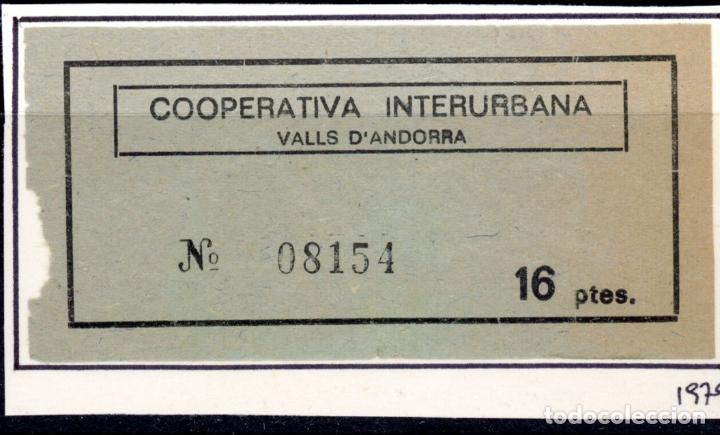 COOPERATIVA INTERURBANA
VALLS D'ANDORRA
Nº 08154
16 ptes.
todocoleccion